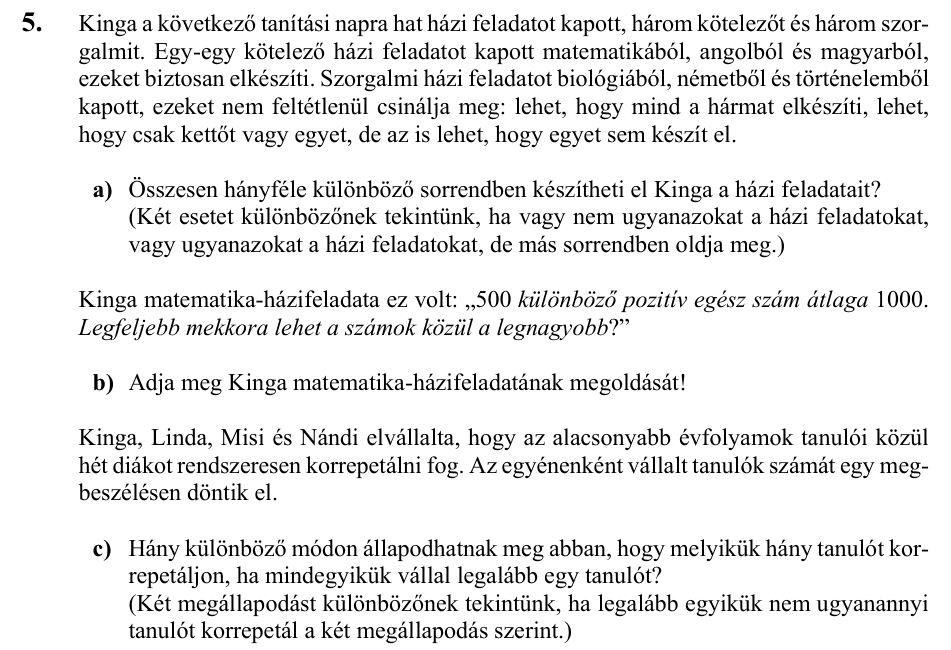 5. Kinga a következő tanítási napra hat házi feladatot kapott, három kötelezőt és három szor-
galmit. Egy-egy kötelező házi feladatot kapott matematikából, angolból és magyarból,
ezeket biztosan elkészíti. Szorgalmi házi feladatot biológiából, németből és történelemből
kapott, ezeket nem feltétlenül csinálja meg: lehet, hogy mind a hármat elkészíti, lehet,
hogy csak kettőt vagy egyet, de az is lehet, hogy egyet sem készít el.
a) Összesen hányféle különböző sorrendben készítheti el Kinga a házi feladatait?
(Két esetet különbözőnek tekintünk, ha vagy nem ugyanazokat a házi feladatokat,
vagy ugyanazokat a házi feladatokat, de más sorrendben oldja meg.)
Kinga matematika-házifeladata ez volt: „500 különböző pozitív egész szám átlaga 1000.
Legfeljebb mekkora lehet a számok közül a legnagyobb?”
b) Adja meg Kinga matematika-házifeladatának megoldását!
Kinga, Linda, Misi és Nándi elvállalta, hogy az alacsonyabb évfolyamok tanulói közül
hét diákot rendszeresen korrepetálni fog. Az egyénenként vállalt tanulók számát egy meg-
beszélésen döntik el.
c) Hány különböző módon állapodhatnak meg abban, hogy melyikük hány tanulót kor-
repetáljon, ha mindegyikük vállal legalább egy tanulót?
(Két megállapodást különbözőnek tekintünk, ha legalább egyikük nem ugyanannyi
tanulót korrepetál a két megállapodás szerint.)